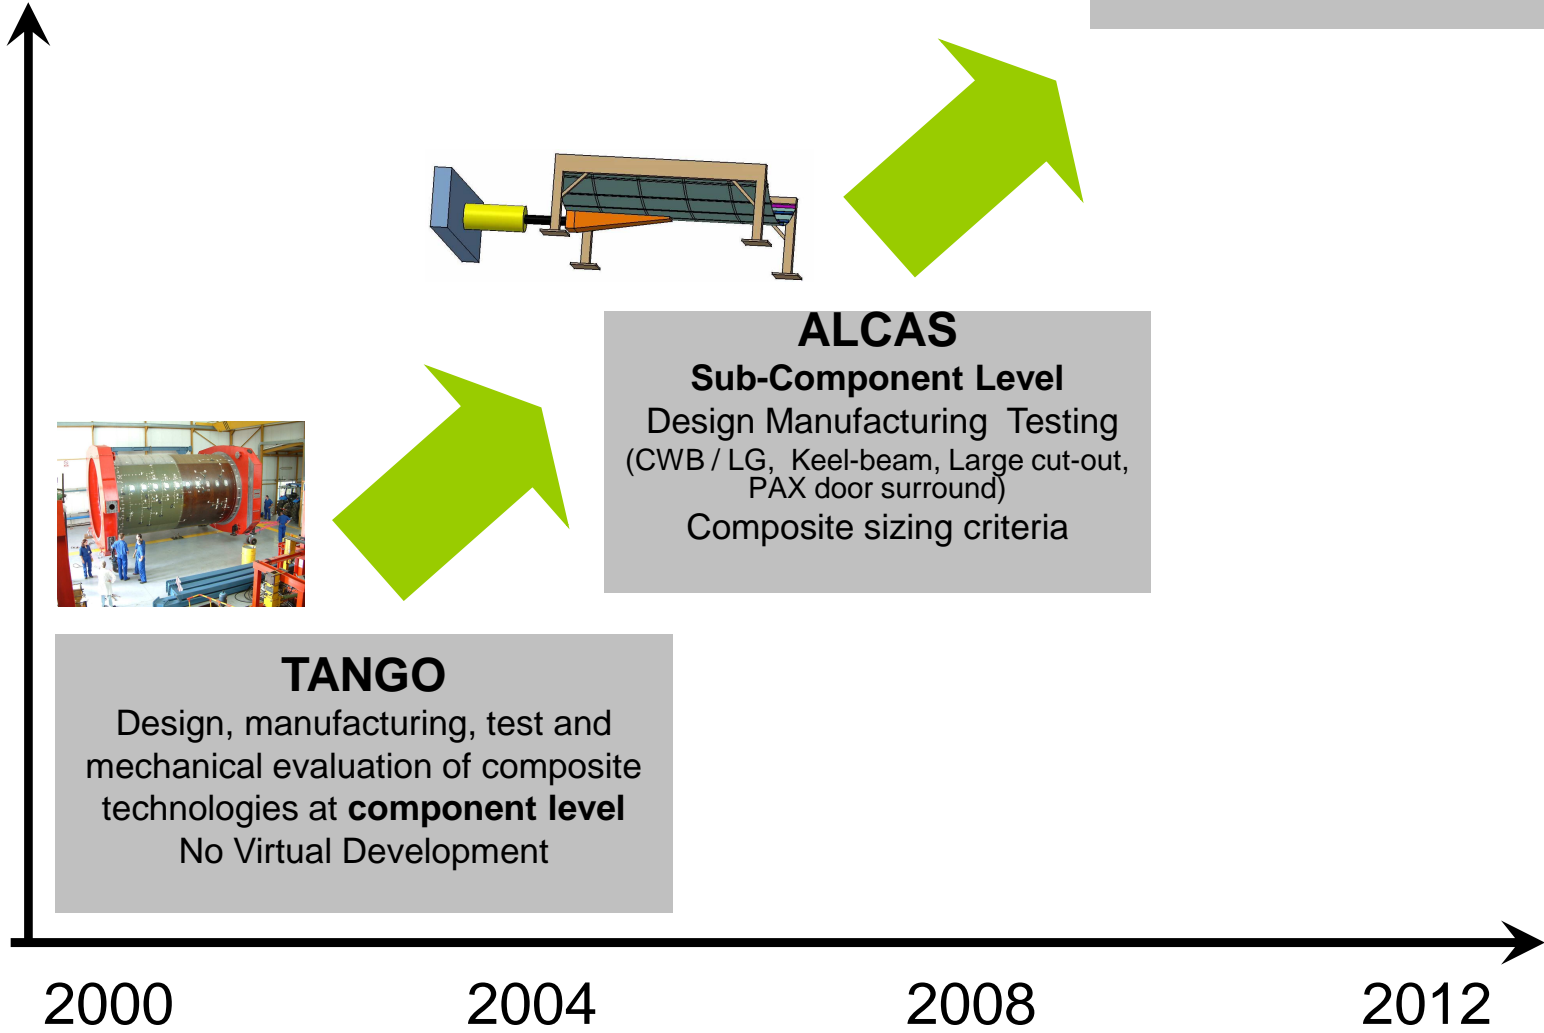 ALCAS
Sub-Component Level
Design Manufacturing  Testing
(CWB / LG,  Keel-beam, Large cut-out,
PAX door surround)
Composite sizing criteria
TANGO
Design, manufacturing, test and
mechanical evaluation of composite
technologies at component level
No Virtual Development
2000 2004 2008 2012